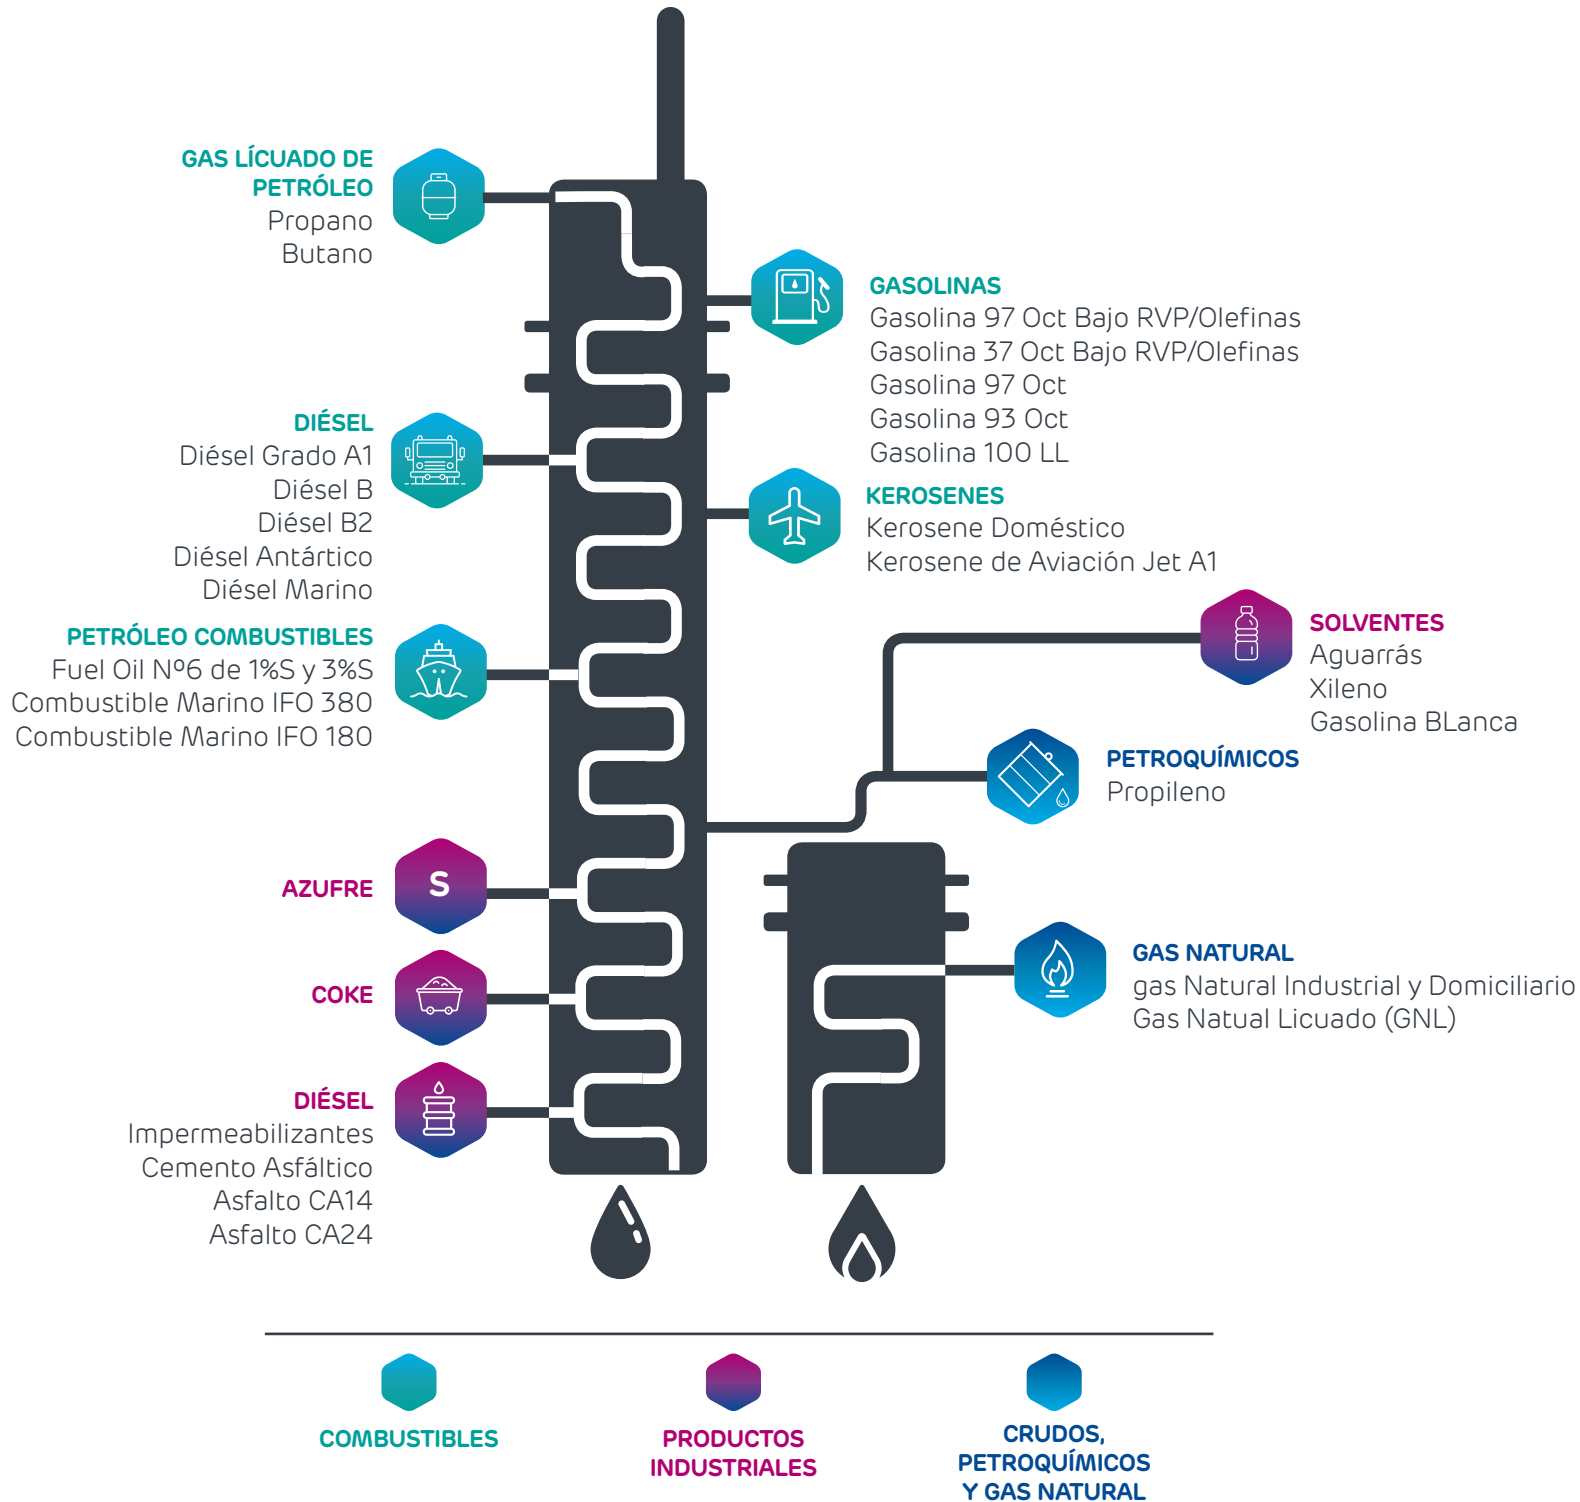 GAS LÍCUADO DE
PETRÓLEO
Propano
Butano
GASOLINAS
Gasolina 97 Oct Bajo RVP/Olefinas
Gasolina 37 Oct Bajo RVP/Olefinas
Gasolina 97 Oct
Gasolina 93 Oct
Gasolina 100 LL
DIÉSEL
Diésel Grado A1
Diésel B
Diésel B2
Diésel Antártico
Diésel Marino
KEROSENES
Kerosene Doméstico
Kerosene de Aviación Jet A1
PETRÓLEO COMBUSTIBLES
Fuel Oil Nº6 de 1%S y 3%S
Combustible Marino IFO 380
Combustible Marino IFO 180
SOLVENTES
Aguarrás
Xileno
Gasolina BLanca
PETROQUÍMICOS
Propileno
AZUFRE
S
GAS NATURAL
gas Natural Industrial y Domiciliario
Gas Natual Licuado (GNL)
COKE
DIÉSEL
Impermeabilizantes
Cemento Asfáltico
Asfalto CA14
Asfalto CA24
COMBUSTIBLES
PRODUCTOS
INDUSTRIALES
CRUDOS,
PETROQUÍMICOS
Y GAS NATURAL